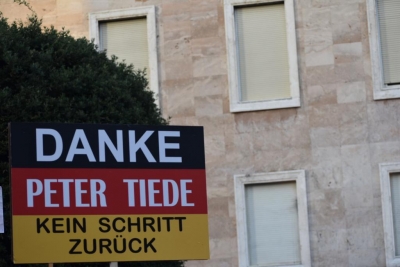 DANKE
PETER TIEDE
KEIN SCHRITT
ZURÜCK